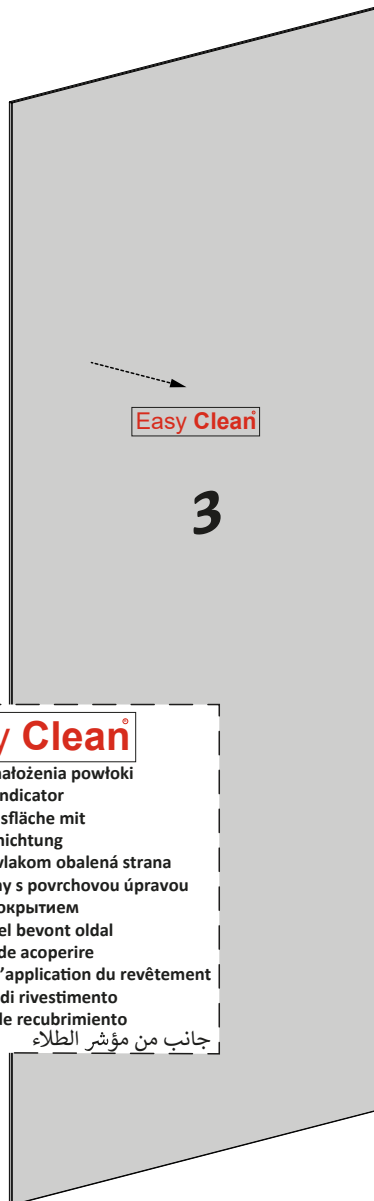 Easy Clean®
3
y Clean®
nałożenia powłoki
ndicator
sfläche mit
hichtung
vlakom obalená strana
ny s povrchovou úpravou
окрытием
el bevont oldal
de acoperire
l'application du revêtement
di rivestimento
de recubrimiento
جانب من مؤشر الطلاء